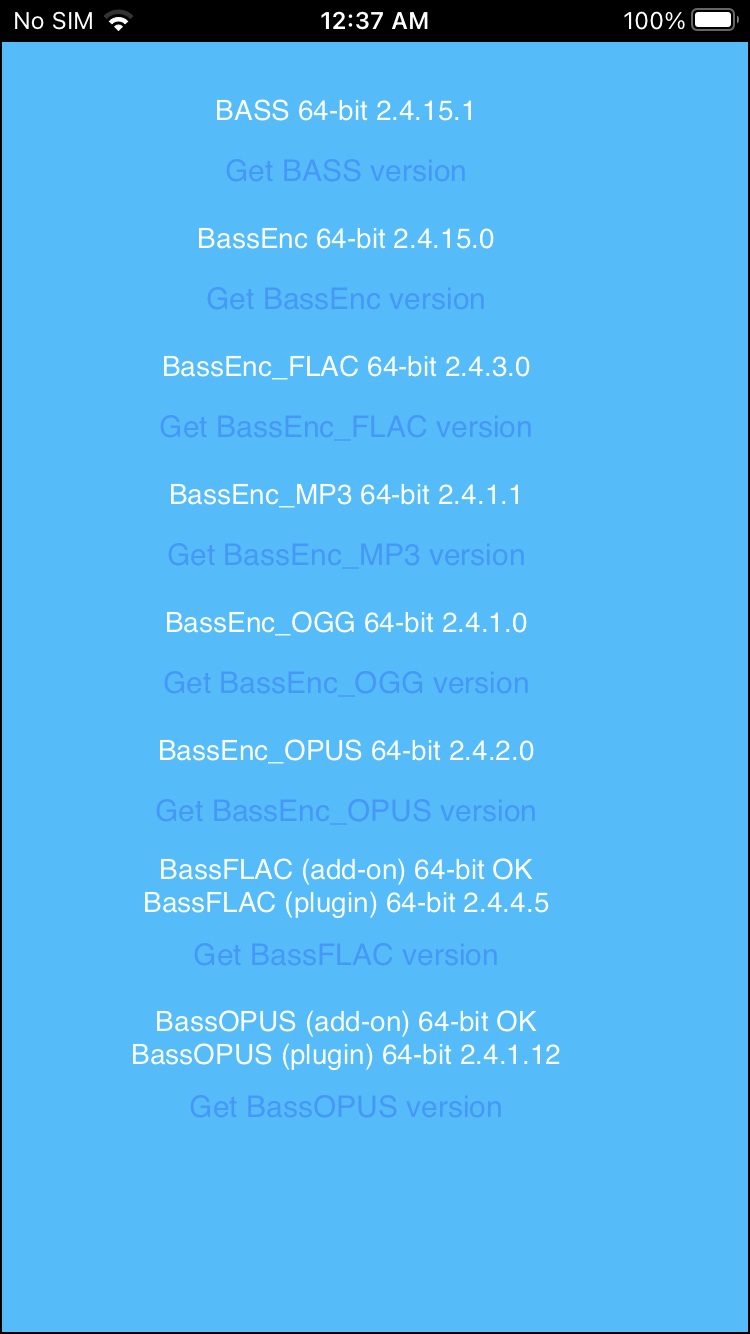 No SIM 12:37 AM 100%
BASS 64-bit 2.4.15.1
Get BASS version
BassEnc 64-bit 2.4.15.0
Get BassEnc version
BassEnc_FLAC 64-bit 2.4.3.0
Get BassEnc_FLAC version
BassEnc_MP3 64-bit 2.4.1.1
Get BassEnc_MP3 version
BassEnc_OGG 64-bit 2.4.1.0
Get BassEnc_OGG version
BassEnc_OPUS 64-bit 2.4.2.0
Get BassEnc_OPUS version
BassFLAC (add-on) 64-bit OK
BassFLAC (plugin) 64-bit 2.4.4.5
Get BassFLAC version
BassOPUS (add-on) 64-bit OK
BassOPUS (plugin) 64-bit 2.4.1.12
Get BassOPUS version